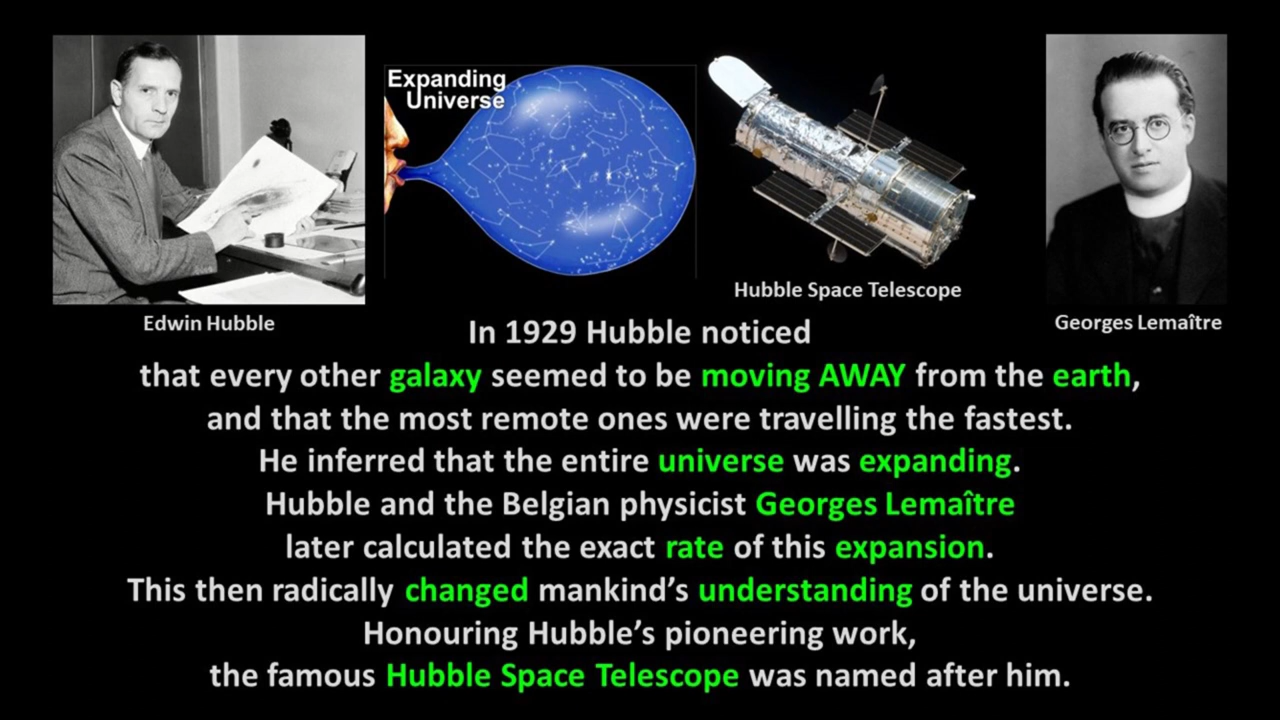 Expanding
Universe
Hubble Space Telescope
Edwin Hubble
Georges Lemaître
In 1929 Hubble noticed
that every other galaxy seemed to be moving AWAY from the earth,
and that the most remote ones were travelling the fastest.
He inferred that the entire universe was expanding.
Hubble and the Belgian physicist Georges Lemaître
later calculated the exact rate of this expansion.
This then radically changed mankind’s understanding of the universe.
Honouring Hubble’s pioneering work,
the famous Hubble Space Telescope was named after him.